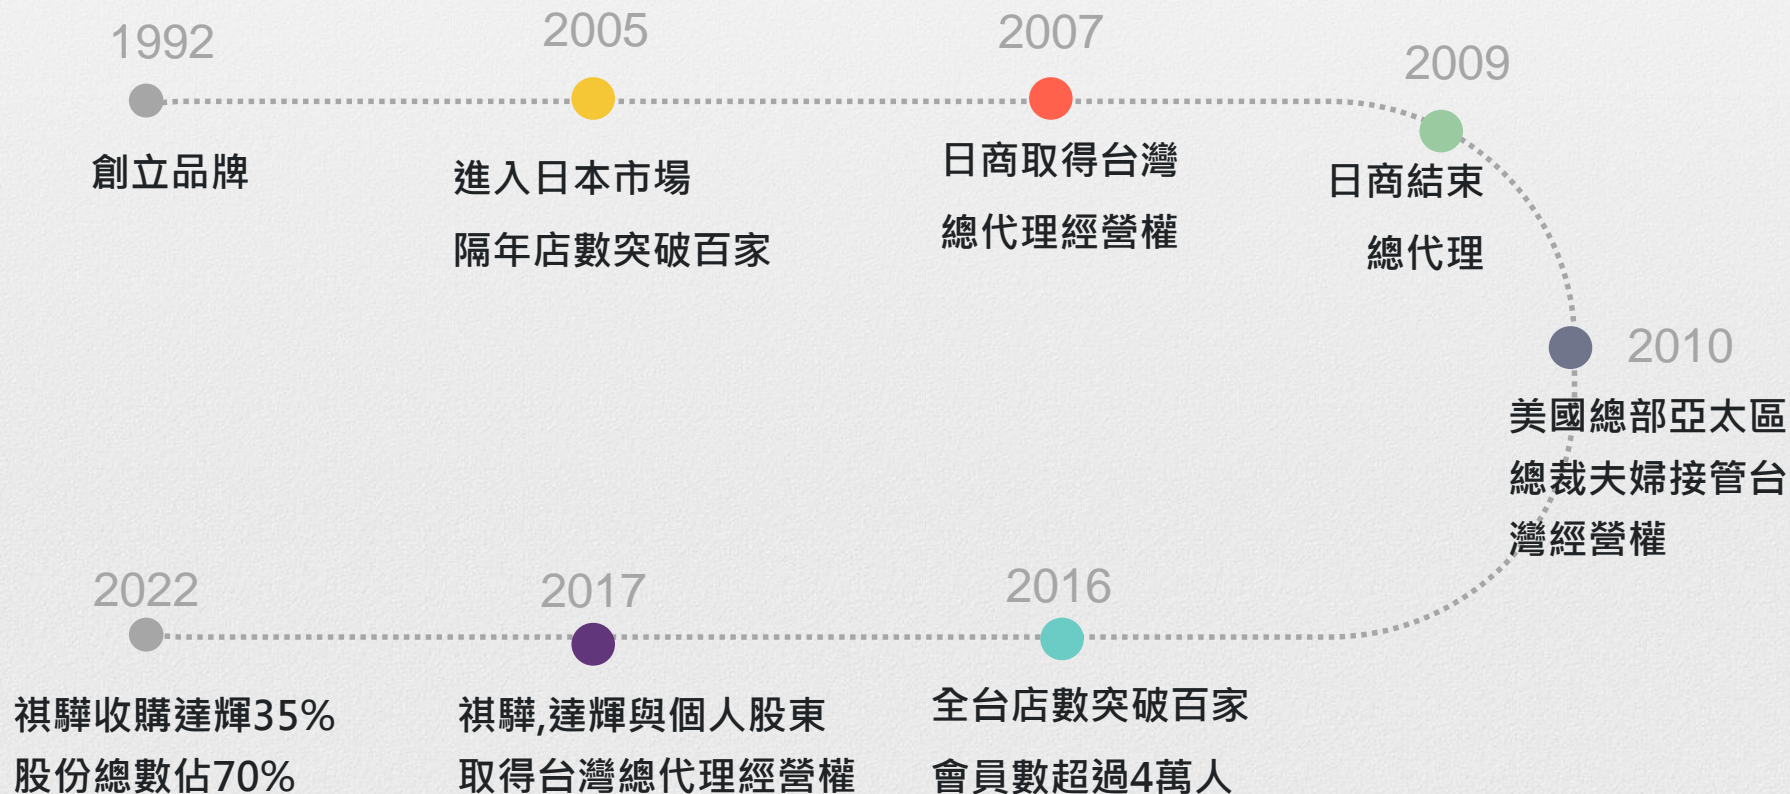 1992
創立品牌
2005
進入日本市場
隔年店數突破百家
2007
日商取得台灣
總代理經營權
2009
日商結束
總代理
2010
美國總部亞太區
總裁夫婦接管台
灣經營權
2016
全台店數突破百家
會員數超過4萬人
2017
祺驊,達輝與個人股東
取得台灣總代理經營權
2022
祺驊收購達輝35%
股份總數佔70%